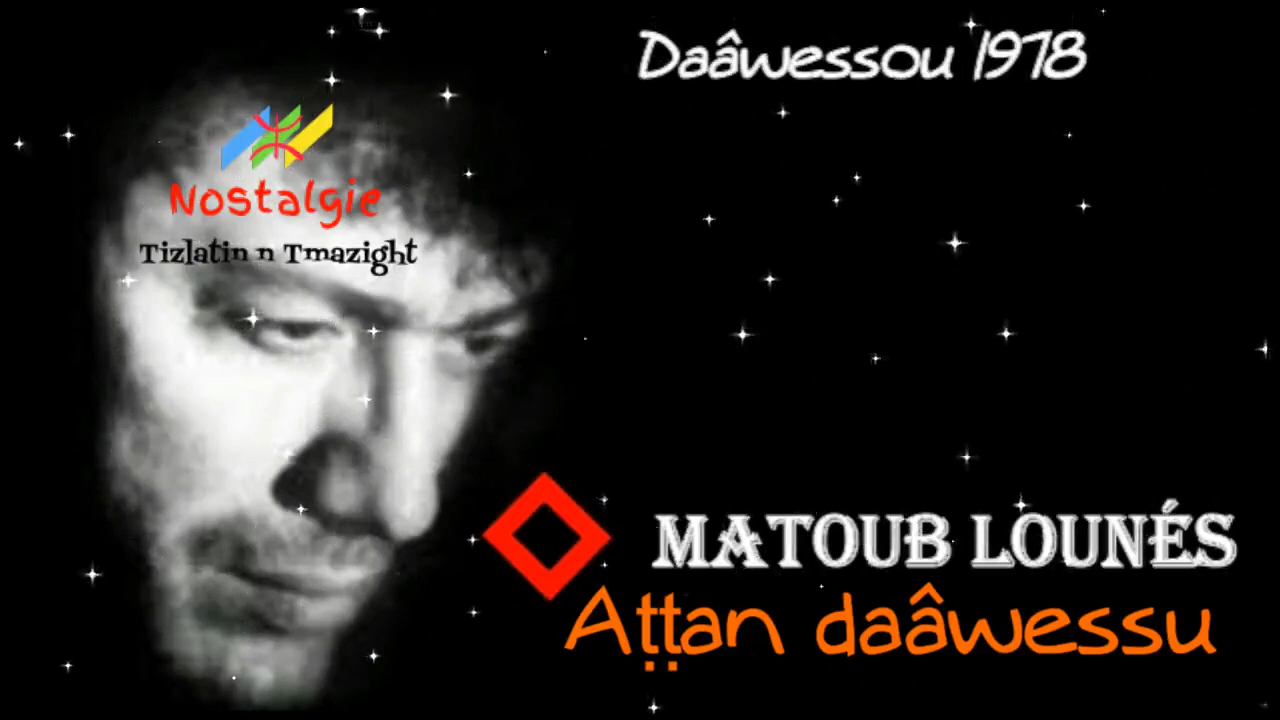 Daâwessou 1978
Nostalgie
Tizlatin n Tmazight
MATOUB LOUNÉS
Aṭṭan daâwessu